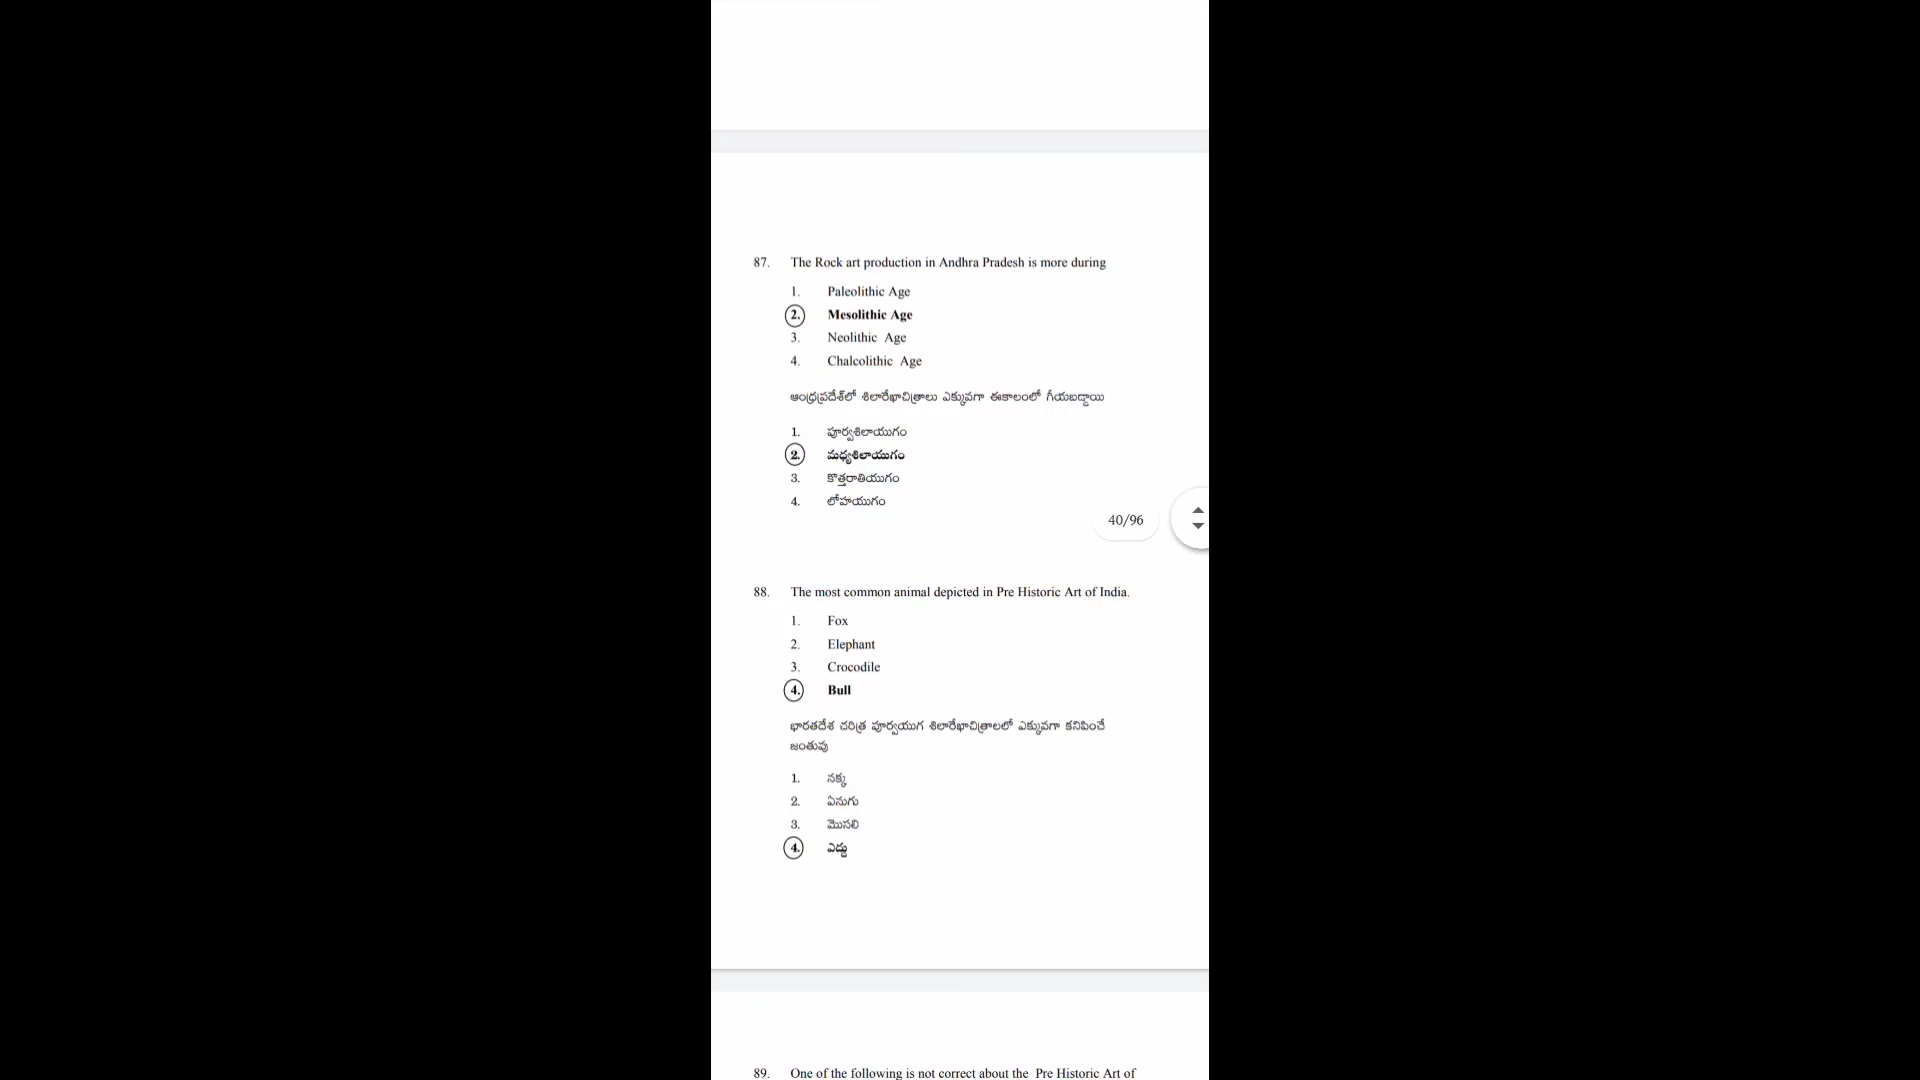 87. The Rock art production in Andhra Pradesh is more during
1. Paleolithic Age
2. Mesolithic Age
3. Neolithic Age
4. Chalcolithic Age
ఆంధ్రప్రదేశ్‌లో శిలారేఖాచిత్రాలు ఎక్కువగా ఈకాలంలో గీయబడ్డాయి
1. పూర్వశిలాయుగం
2. మధ్యశిలాయుగం
3. కొత్తరాతియుగం
4. లోహయుగం
40/96
88. The most common animal depicted in Pre Historic Art of India.
1. Fox
2. Elephant
3. Crocodile
4. Bull
భారతదేశ చరిత్ర పూర్వయుగ శిలారేఖాచిత్రాలలో ఎక్కువగా కనిపించే
జంతువు
1. నక్క
2. ఏనుగు
3. మొసలి
4. ఎద్దు
89. One of the following is not correct about the Pre Historic Art of